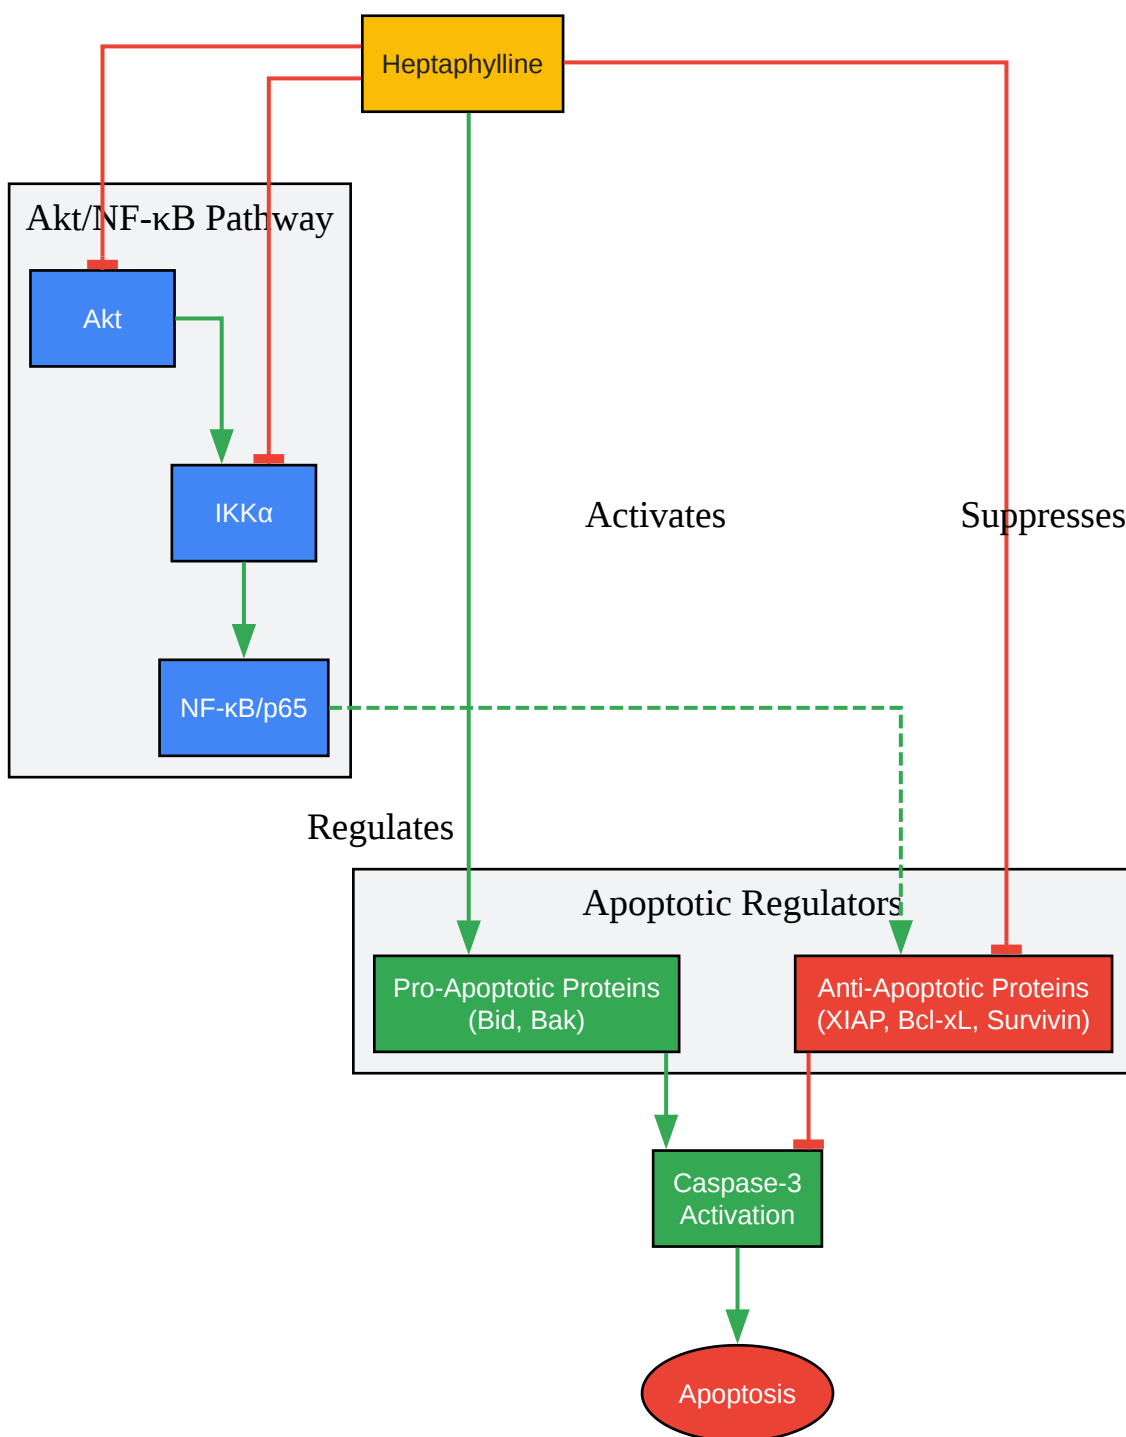 Heptaphylline
Akt/NF-κB Pathway
Akt
IKKα
Activates
Suppresses
NF-κB/p65
Regulates
Apoptotic Regulators
Pro-Apoptotic Proteins
(Bid, Bak)
Anti-Apoptotic Proteins
(XIAP, Bcl-xL, Survivin)
Caspase-3
Activation
Apoptosis